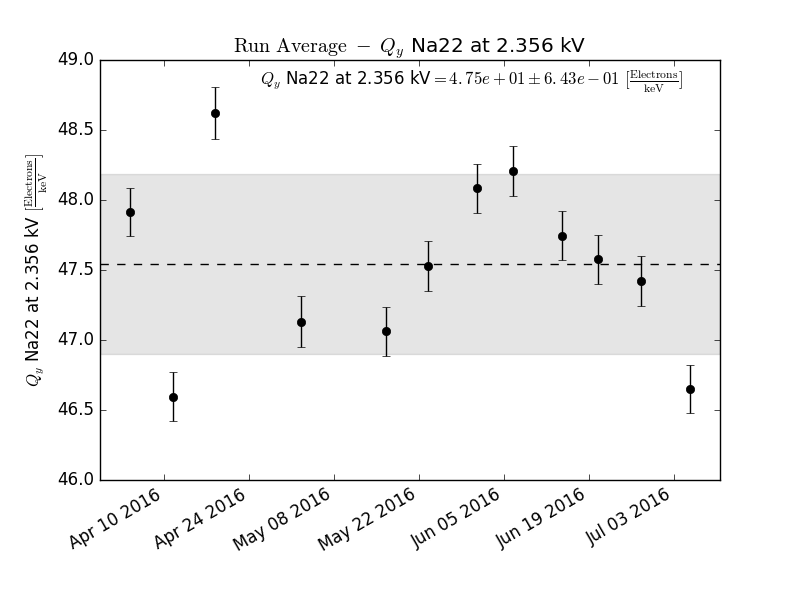 Run Average − Q_y Na22 at 2.356 kV
Q_y Na22 at 2.356 kV = 4.75e + 01 ± 6.43e − 01 [Electrons/keV]
Q_y Na22 at 2.356 kV [Electrons/keV]
49.0
48.5
48.0
47.5
47.0
46.5
46.0
Apr 10 2016
Apr 24 2016
May 08 2016
May 22 2016
Jun 05 2016
Jun 19 2016
Jul 03 2016